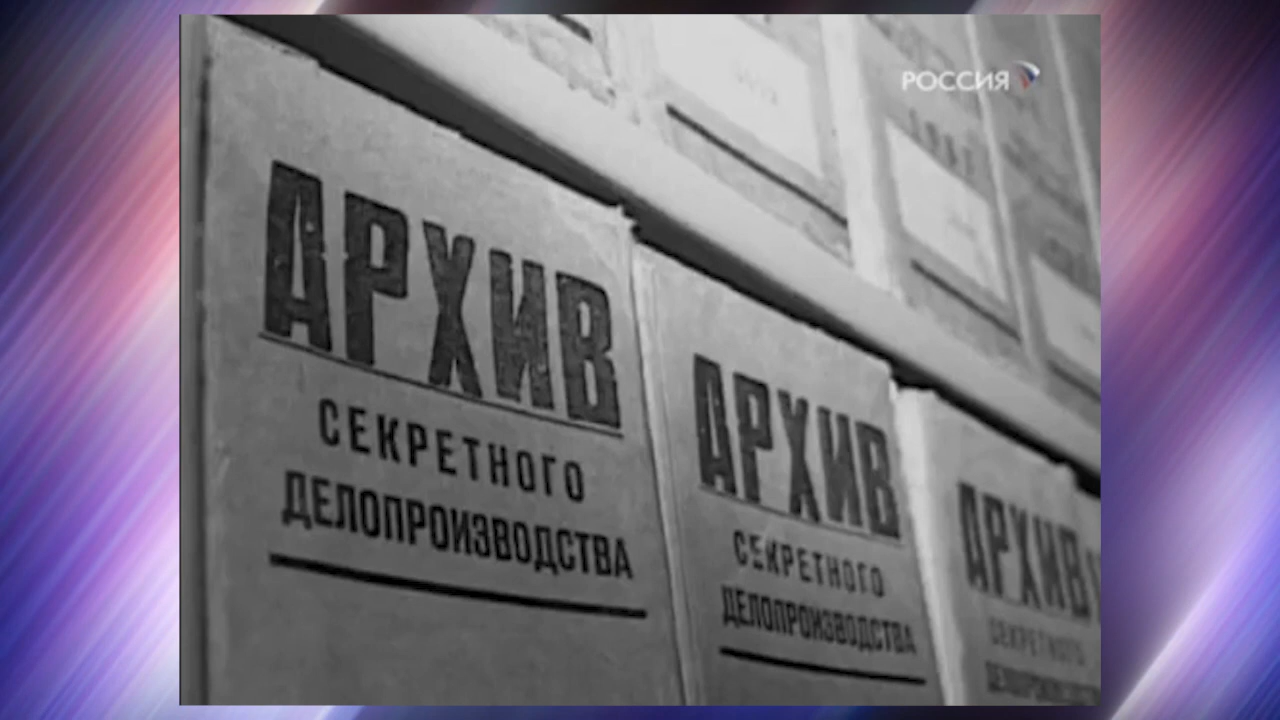 РОССИЯ
АРХИВ
СЕКРЕТНОГО
ДЕЛОПРОИЗВОДСТВА
АРХИВ
СЕКРЕТНОГО
ДЕЛОПРОИЗВОДСТВА
АРХИВ
СЕКРЕТНОГО
ДЕЛОПРОИЗВОДСТВА